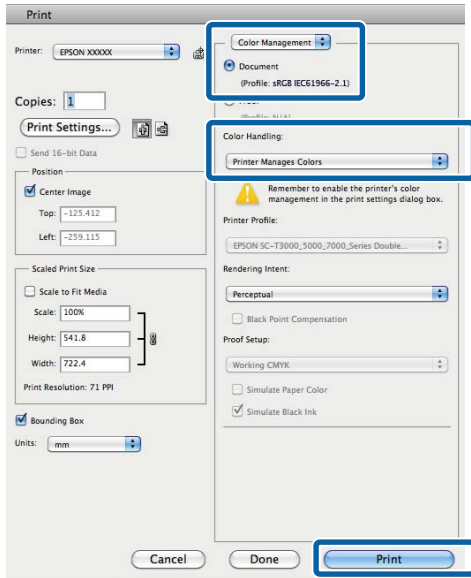 Print
Printer: EPSON XXXXX
Copies: 1
Print Settings...
Send 16-bit Data
Position
Center Image
Top: -125.412
Left: -259.115
Scaled Print Size
Scale to Fit Media
Scale: 100%
Height: 541.8
Width: 722.4
Print Resolution: 71 PPI
Bounding Box
Units: mm
Color Management
Document
(Profile: sRGB IEC61966-2.1)
(Profile: N/A)
Color Handling:
Printer Manages Colors
Remember to enable the printer's color
management in the print settings dialog box.
Printer Profile:
EPSON SC-T3000_5000_7000_Series Double...
Rendering Intent:
Perceptual
Black Point Compensation
Proof Setup:
Working CMYK
Simulate Paper Color
Simulate Black Ink
Cancel
Done
Print